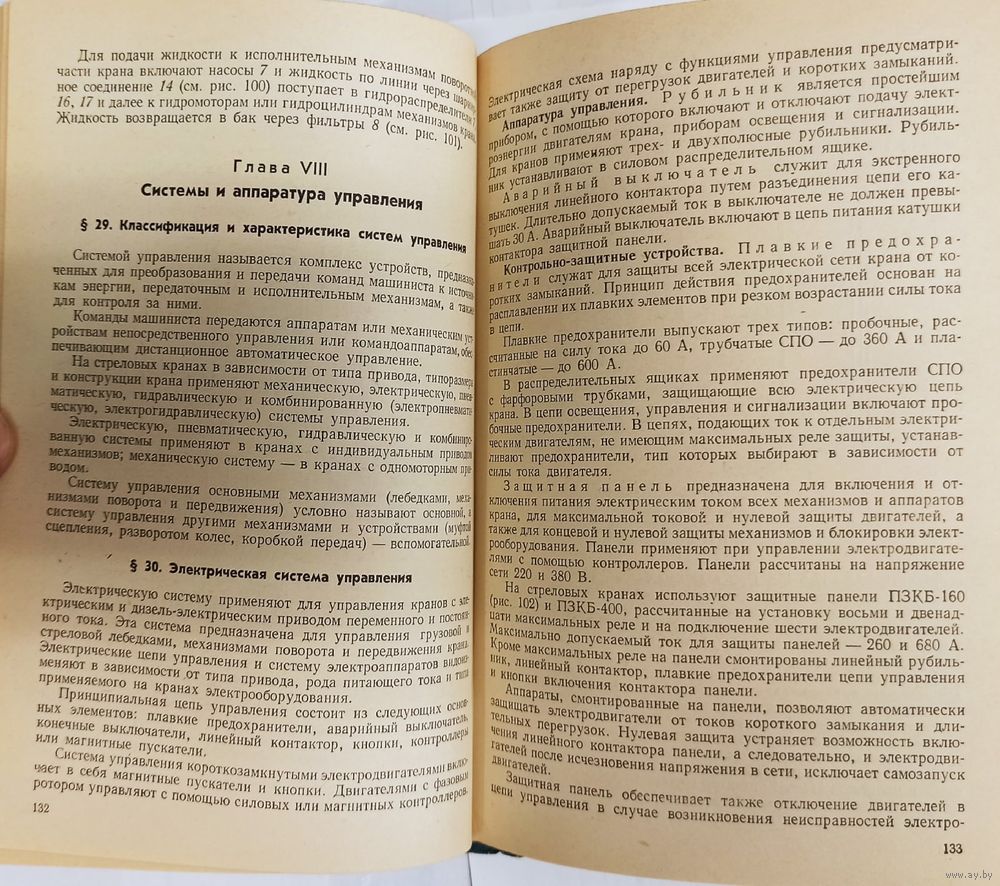 Для подачи жидкости к исполнительным механизмам поворотной
части крана включают насосы 7 и жидкость по линии через шарнир-
ное соединение 14 (см. рис. 100) поступает в гидрораспределители
16, 17 и далее к гидромоторам или гидроцилиндрам механизмов крана.
Жидкость возвращается в бак через фильтры 8 (см. рис. 101).
Глава VIII
Системы и аппаратура управления
§ 29. Классификация и характеристика систем управления
Системой управления называется комплекс устройств, предназна-
ченных для преобразования и передачи команд машиниста к источни-
кам энергии, передаточным и исполнительным механизмам, а также
для контроля за ними.
Команды машиниста передаются аппаратам или механическим уст-
ройствам непосредственного управления или командоаппаратам, обес-
печивающим дистанционное автоматическое управление.
На стреловых кранах в зависимости от типа привода, типоразмера
и конструкции крана применяют механическую, электрическую, пнев-
матическую, гидравлическую и комбинированную (электропневмати-
ческую, электрогидравлическую) системы управления.
Электрическую, пневматическую, гидравлическую и комбиниро-
ванную системы применяют в кранах с индивидуальным приводом
механизмов; механическую систему — в кранах с одномоторным при-
водом.
Систему управления основными механизмами (лебедками, меха-
низмами поворота и передвижения) условно называют основной, а
систему управления другими механизмами и устройствами (муфтой
сцепления, разворотом колес, коробкой передач) — вспомогательной.
§ 30. Электрическая система управления
Электрическую систему применяют для управления кранов с эле-
ктрическим и дизель-электрическим приводом переменного и постоян-
ного тока. Эта система предназначена для управления грузовой и
стреловой лебедками, механизмами поворота и передвижения крана.
Электрические цепи управления и систему электроаппаратов видоиз-
меняют в зависимости от типа привода, рода питающего тока и типа
применяемого на кранах электрооборудования.
Принципиальная цепь управления состоит из следующих основ-
ных элементов: плавкие предохранители, аварийный выключатель,
конечные выключатели, линейный контактор, кнопки, контроллеры
или магнитные пускатели.
Система управления короткозамкнутыми электродвигателями вклю-
чает в себя магнитные пускатели и кнопки. Двигателями с фазовым
ротором управляют с помощью силовых или магнитных контроллеров.
132
Электрическая схема наряду с функциями управления предусматри-
вает также защиту от перегрузок двигателей и коротких замыканий.
Аппаратура управления. Рубильник является простейшим
прибором, с помощью которого включают и отключают подачу элект-
роэнергии двигателям крана, приборам освещения и сигнализации.
Для кранов применяют трех- и двухполюсные рубильники. Рубиль-
ник устанавливают в силовом распределительном ящике.
Аварийный выключатель служит для экстренного
выключения линейного контактора путем разъединения цепи его ка-
тушек. Длительно допускаемый ток в выключателе не должен превы-
шать 30 А. Аварийный выключатель включают в цепь питания катушки
контактора защитной панели.
Контрольно-защитные устройства. Плавкие предохра-
нители служат для защиты всей электрической сети крана от ко-
ротких замыканий. Принцип действия предохранителей основан на
расплавлении их плавких элементов при резком возрастании силы тока
в цепи.
Плавкие предохранители выпускают трех типов: пробочные, рас-
считанные на силу тока до 60 А, трубчатые СПО — до 360 А и пла-
стинчатые — до 600 А.
В распределительных ящиках применяют предохранители СПО
с фарфоровыми трубками, защищающие всю электрическую цепь
крана. В цепи освещения, управления и сигнализации включают про-
бочные предохранители. В цепях, подающих ток к отдельным электри-
ческим двигателям, не имеющим максимальных реле защиты, устанав-
ливают предохранители, тип которых выбирают в зависимости от
силы тока двигателя.
Защитная панель предназначена для включения и от-
ключения питания электрическим током всех механизмов и аппаратов
крана, для максимальной токовой и нулевой защиты двигателей, а
также для концевой и нулевой защиты механизмов и блокировки элект-
рооборудования. Панели применяют при управлении электродвигате-
лями с помощью контроллеров. Панели рассчитаны на напряжение
сети 220 и 380 В.
На стреловых кранах используют защитные панели ПЗКБ-160
(рис. 102) и ПЗКБ-400, рассчитанные на установку восьми и двенад-
цати максимальных реле и на подключение шести электродвигателей.
Максимально допускаемый ток для защиты панелей — 260 и 680 А.
Кроме максимальных реле на панели смонтированы линейный рубиль-
ник, линейный контактор, плавкие предохранители цепи управления
и кнопки включения контактора панели.
Аппараты, смонтированные на панели, позволяют автоматически
защищать электродвигатели от токов короткого замыкания и дли-
тельных перегрузок. Нулевая защита устраняет возможность вклю-
чения линейного контактора панели, а следовательно, и электродви-
гателей после исчезновения напряжения в сети, исключает самозапуск
двигателей.
Защитная панель обеспечивает также отключение двигателей в
цепи управления в случае возникновения неисправностей электро-
133
www.ay.by